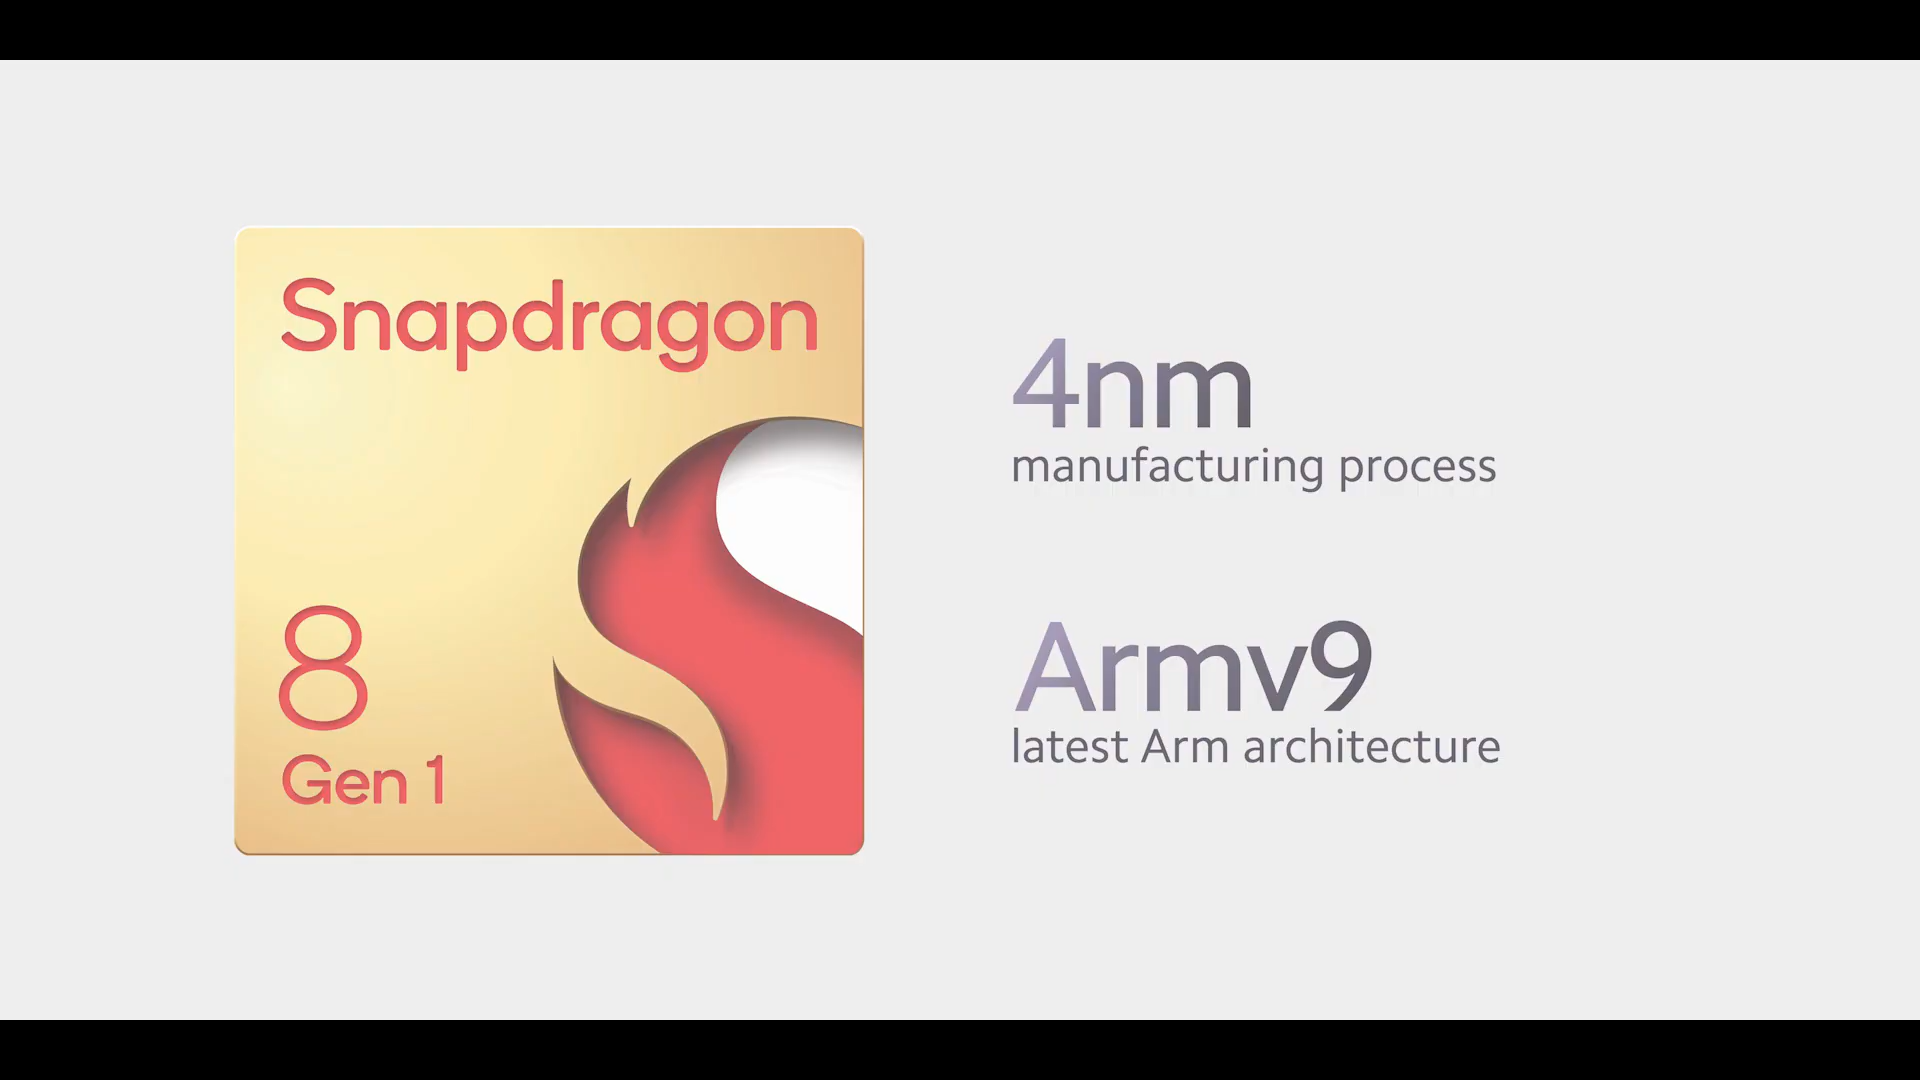 Snapdragon
8
Gen 1
4nm
manufacturing process
Armv9
latest Arm architecture